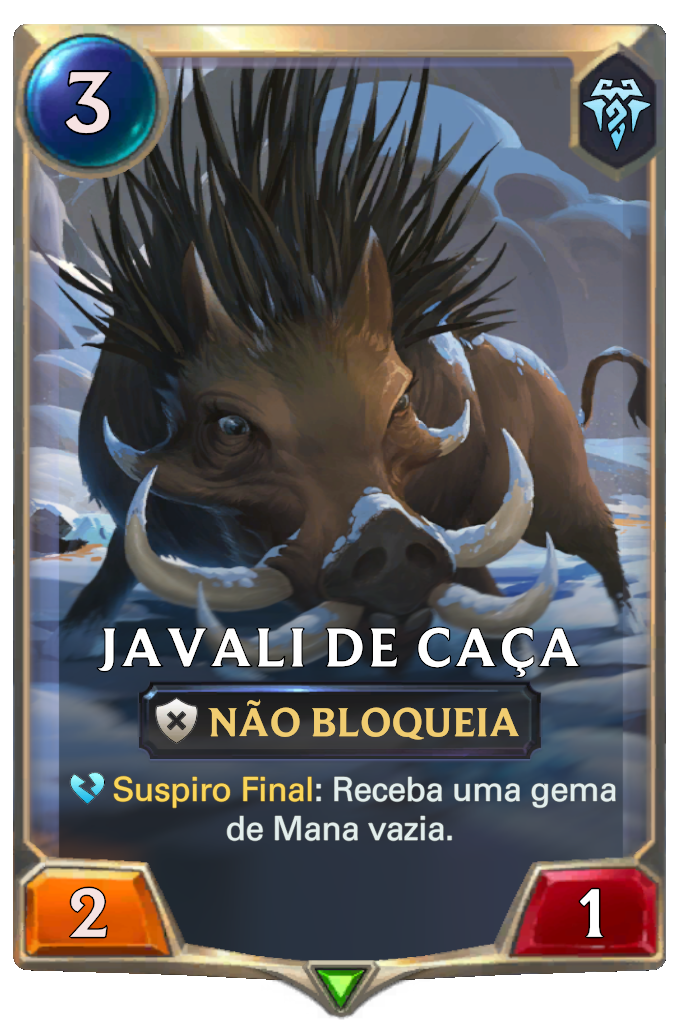 3
JAVALI DE CAÇA
NÃO BLOQUEIA
Suspiro Final: Receba uma gema
de Mana vazia.
2
1